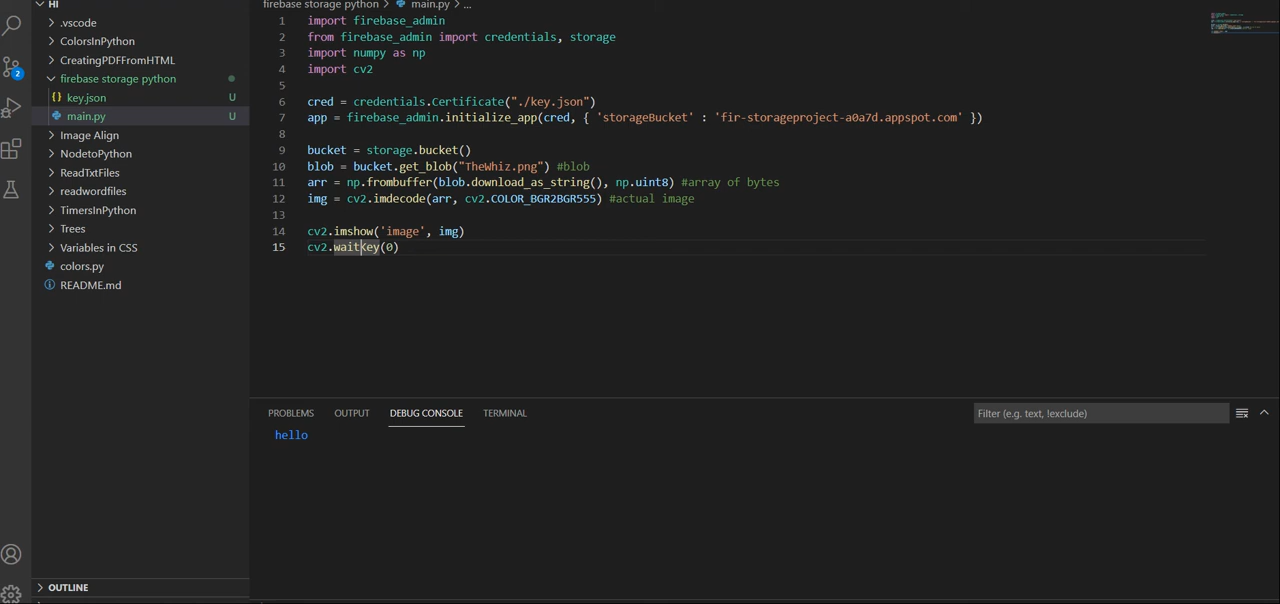 HI
.vscode
ColorsInPython
CreatingPDFFromHTML
firebase storage python
key.json U
main.py U
Image Align
NodetoPython
ReadTxtFiles
readwordfiles
TimersInPython
Trees
Variables in CSS
colors.py
README.md
OUTLINE
2
firebase storage python > main.py > ...
1 import firebase_admin
2 from firebase_admin import credentials, storage
3 import numpy as np
4 import cv2
5
6 cred = credentials.Certificate("./key.json")
7 app = firebase_admin.initialize_app(cred, { 'storageBucket' : 'fir-storageproject-a0a7d.appspot.com' })
8
9 bucket = storage.bucket()
10 blob = bucket.get_blob("TheWhiz.png") #blob
11 arr = np.frombuffer(blob.download_as_string(), np.uint8) #array of bytes
12 img = cv2.imdecode(arr, cv2.COLOR_BGR2BGR555) #actual image
13
14 cv2.imshow('image', img)
15 cv2.waitKey(0)
PROBLEMS OUTPUT DEBUG CONSOLE TERMINAL Filter (e.g. text, !exclude)
hello